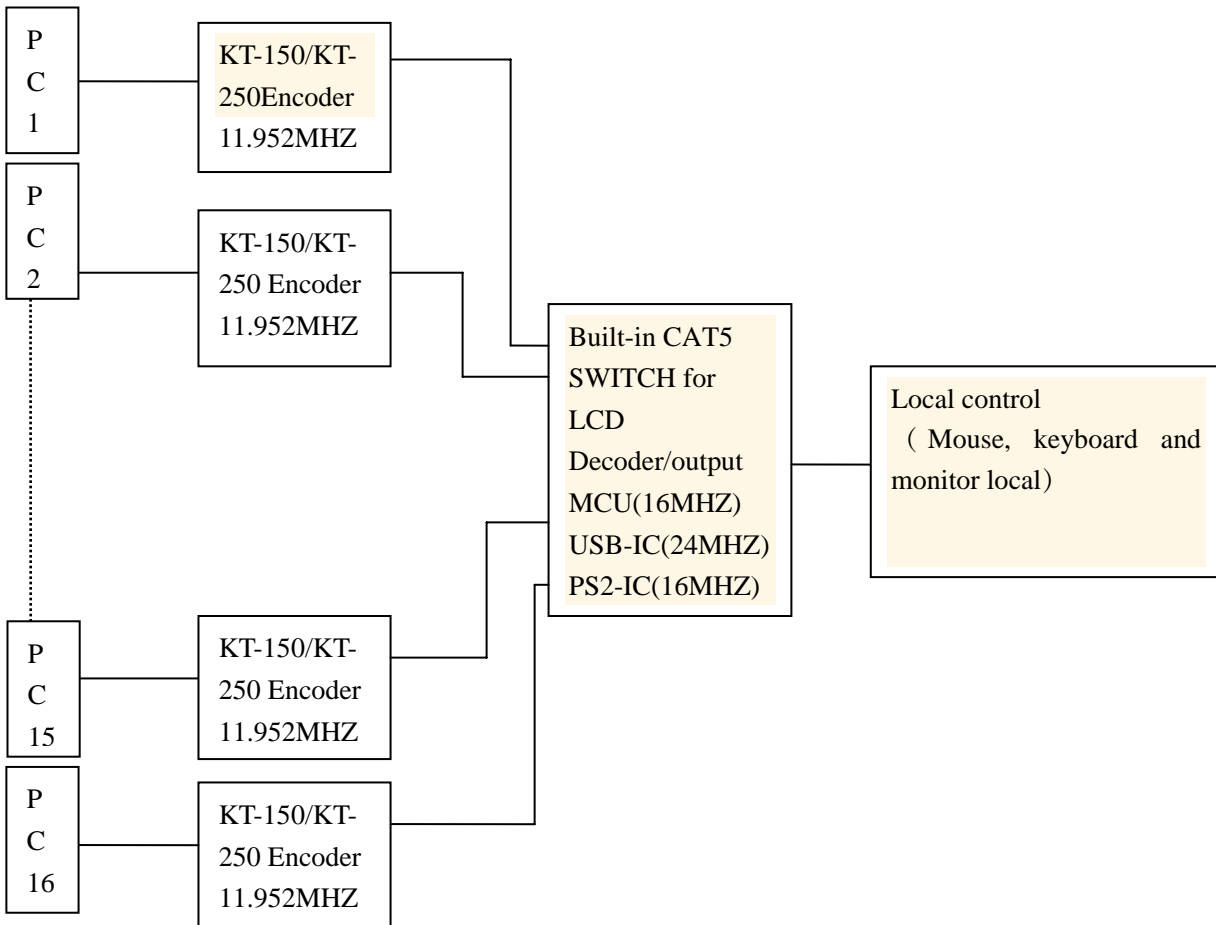 P
C
1
KT-150/KT-
250Encoder
11.952MHZ
P
C
2
KT-150/KT-
250 Encoder
11.952MHZ
Built-in CAT5
SWITCH for
LCD
Decoder/output
MCU(16MHZ)
USB-IC(24MHZ)
PS2-IC(16MHZ)
Local control
（ Mouse, keyboard and
monitor local）
P
C
15
KT-150/KT-
250 Encoder
11.952MHZ
P
C
16
KT-150/KT-
250 Encoder
11.952MHZ